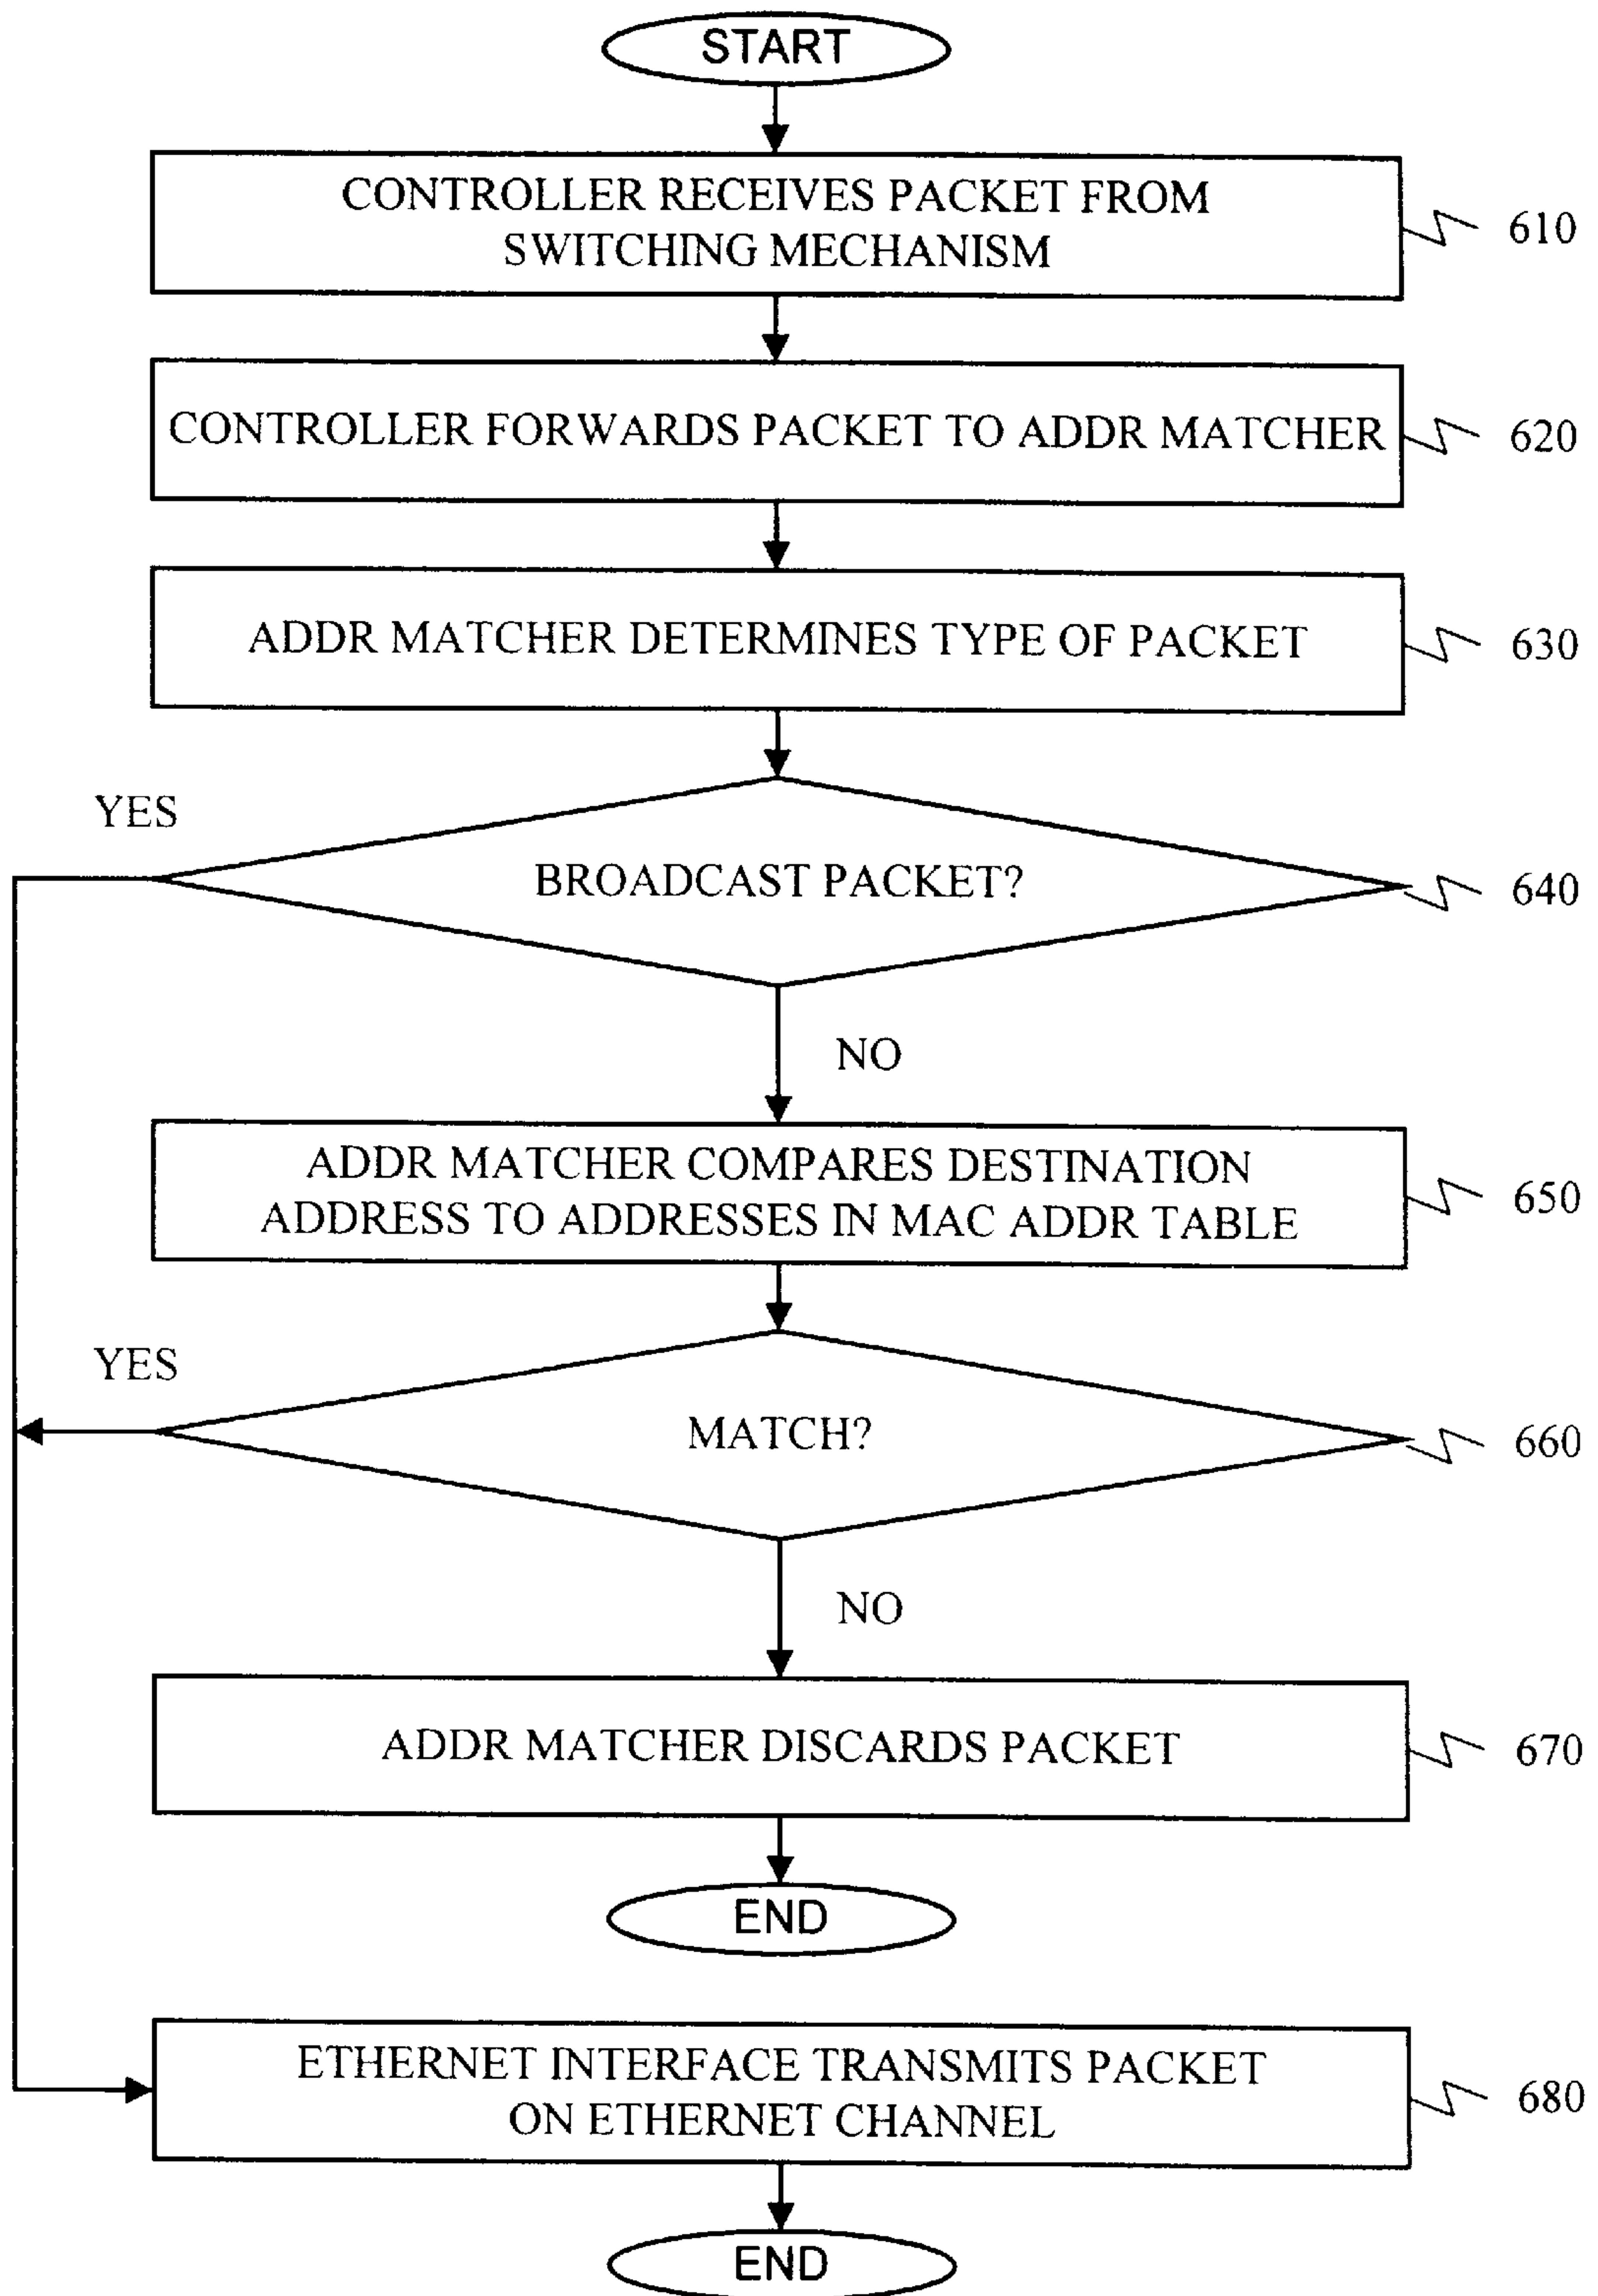 START
CONTROLLER RECEIVES PACKET FROM
SWITCHING MECHANISM
610
CONTROLLER FORWARDS PACKET TO ADDR MATCHER
620
ADDR MATCHER DETERMINES TYPE OF PACKET
630
YES
BROADCAST PACKET?
640
NO
ADDR MATCHER COMPARES DESTINATION
ADDRESS TO ADDRESSES IN MAC ADDR TABLE
650
YES
MATCH?
660
NO
ADDR MATCHER DISCARDS PACKET
670
END
ETHERNET INTERFACE TRANSMITS PACKET
ON ETHERNET CHANNEL
680
END